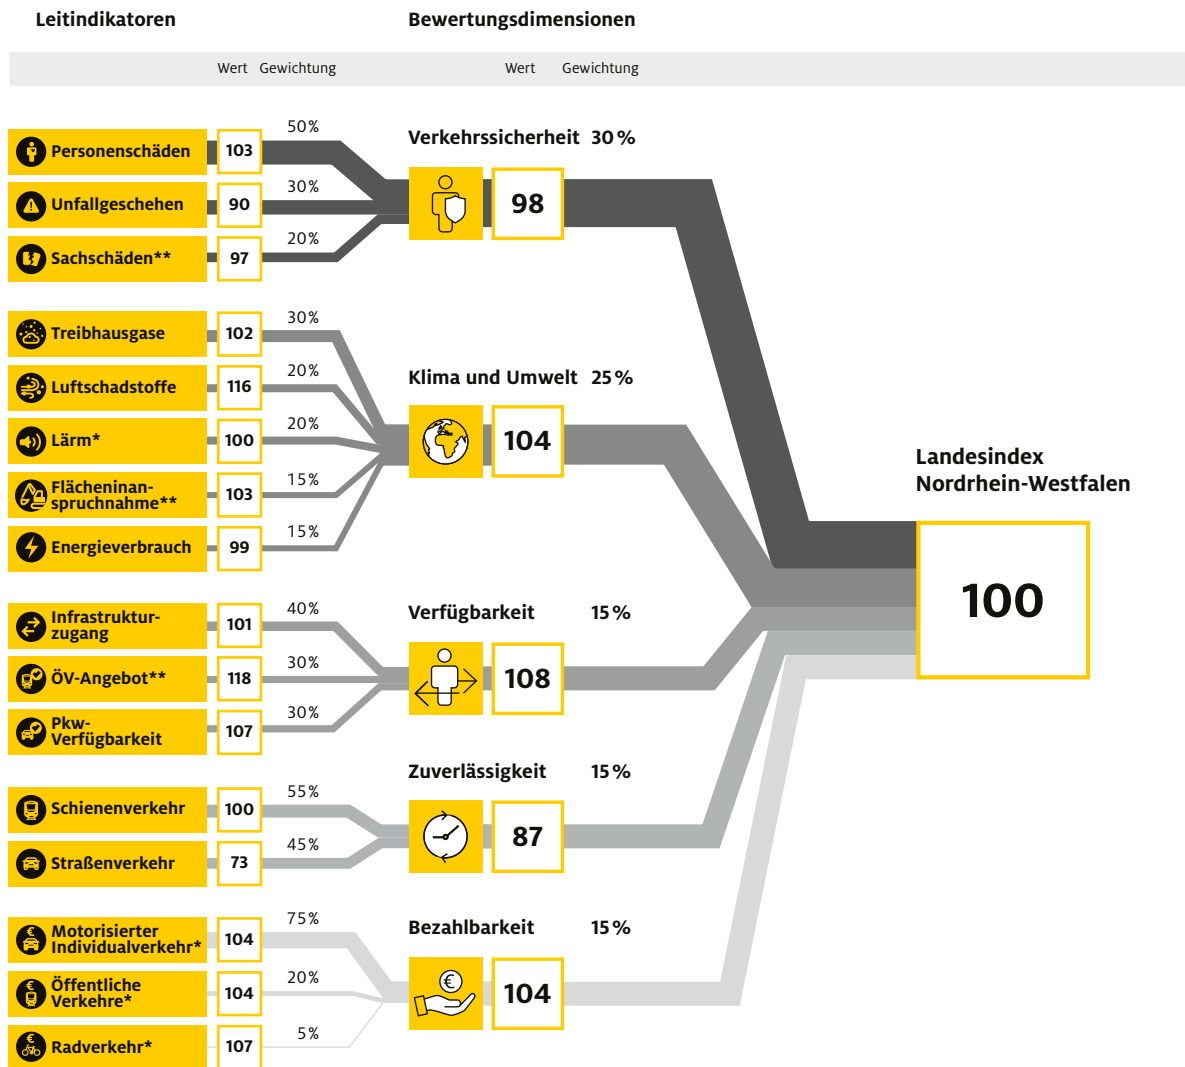 Leitindikatoren
Bewertungsdimensionen
Wert Gewichtung
Wert Gewichtung
Personenschäden 103 50 %
Unfallgeschehen 90 30 %
Sachschäden** 97 20 %
Verkehrssicherheit 30 %
98
Treibhausgase 102 30 %
Luftschadstoffe 116 20 %
Lärm* 100 20 %
Flächeninan-
spruchnahme** 103 15 %
Energieverbrauch 99 15 %
Klima und Umwelt 25 %
104
Infrastruktur-
zugang 101 40 %
ÖV-Angebot** 118 30 %
Pkw-
Verfügbarkeit 107 30 %
Verfügbarkeit 15 %
108
Schienenverkehr 100 55 %
Straßenverkehr 73 45 %
Zuverlässigkeit 15 %
87
Motorisierter
Individualverkehr* 104 75 %
Öffentliche
Verkehre* 104 20 %
Radverkehr* 107 5 %
Bezahlbarkeit 15 %
€
104
Landesindex
Nordrhein-Westfalen
100